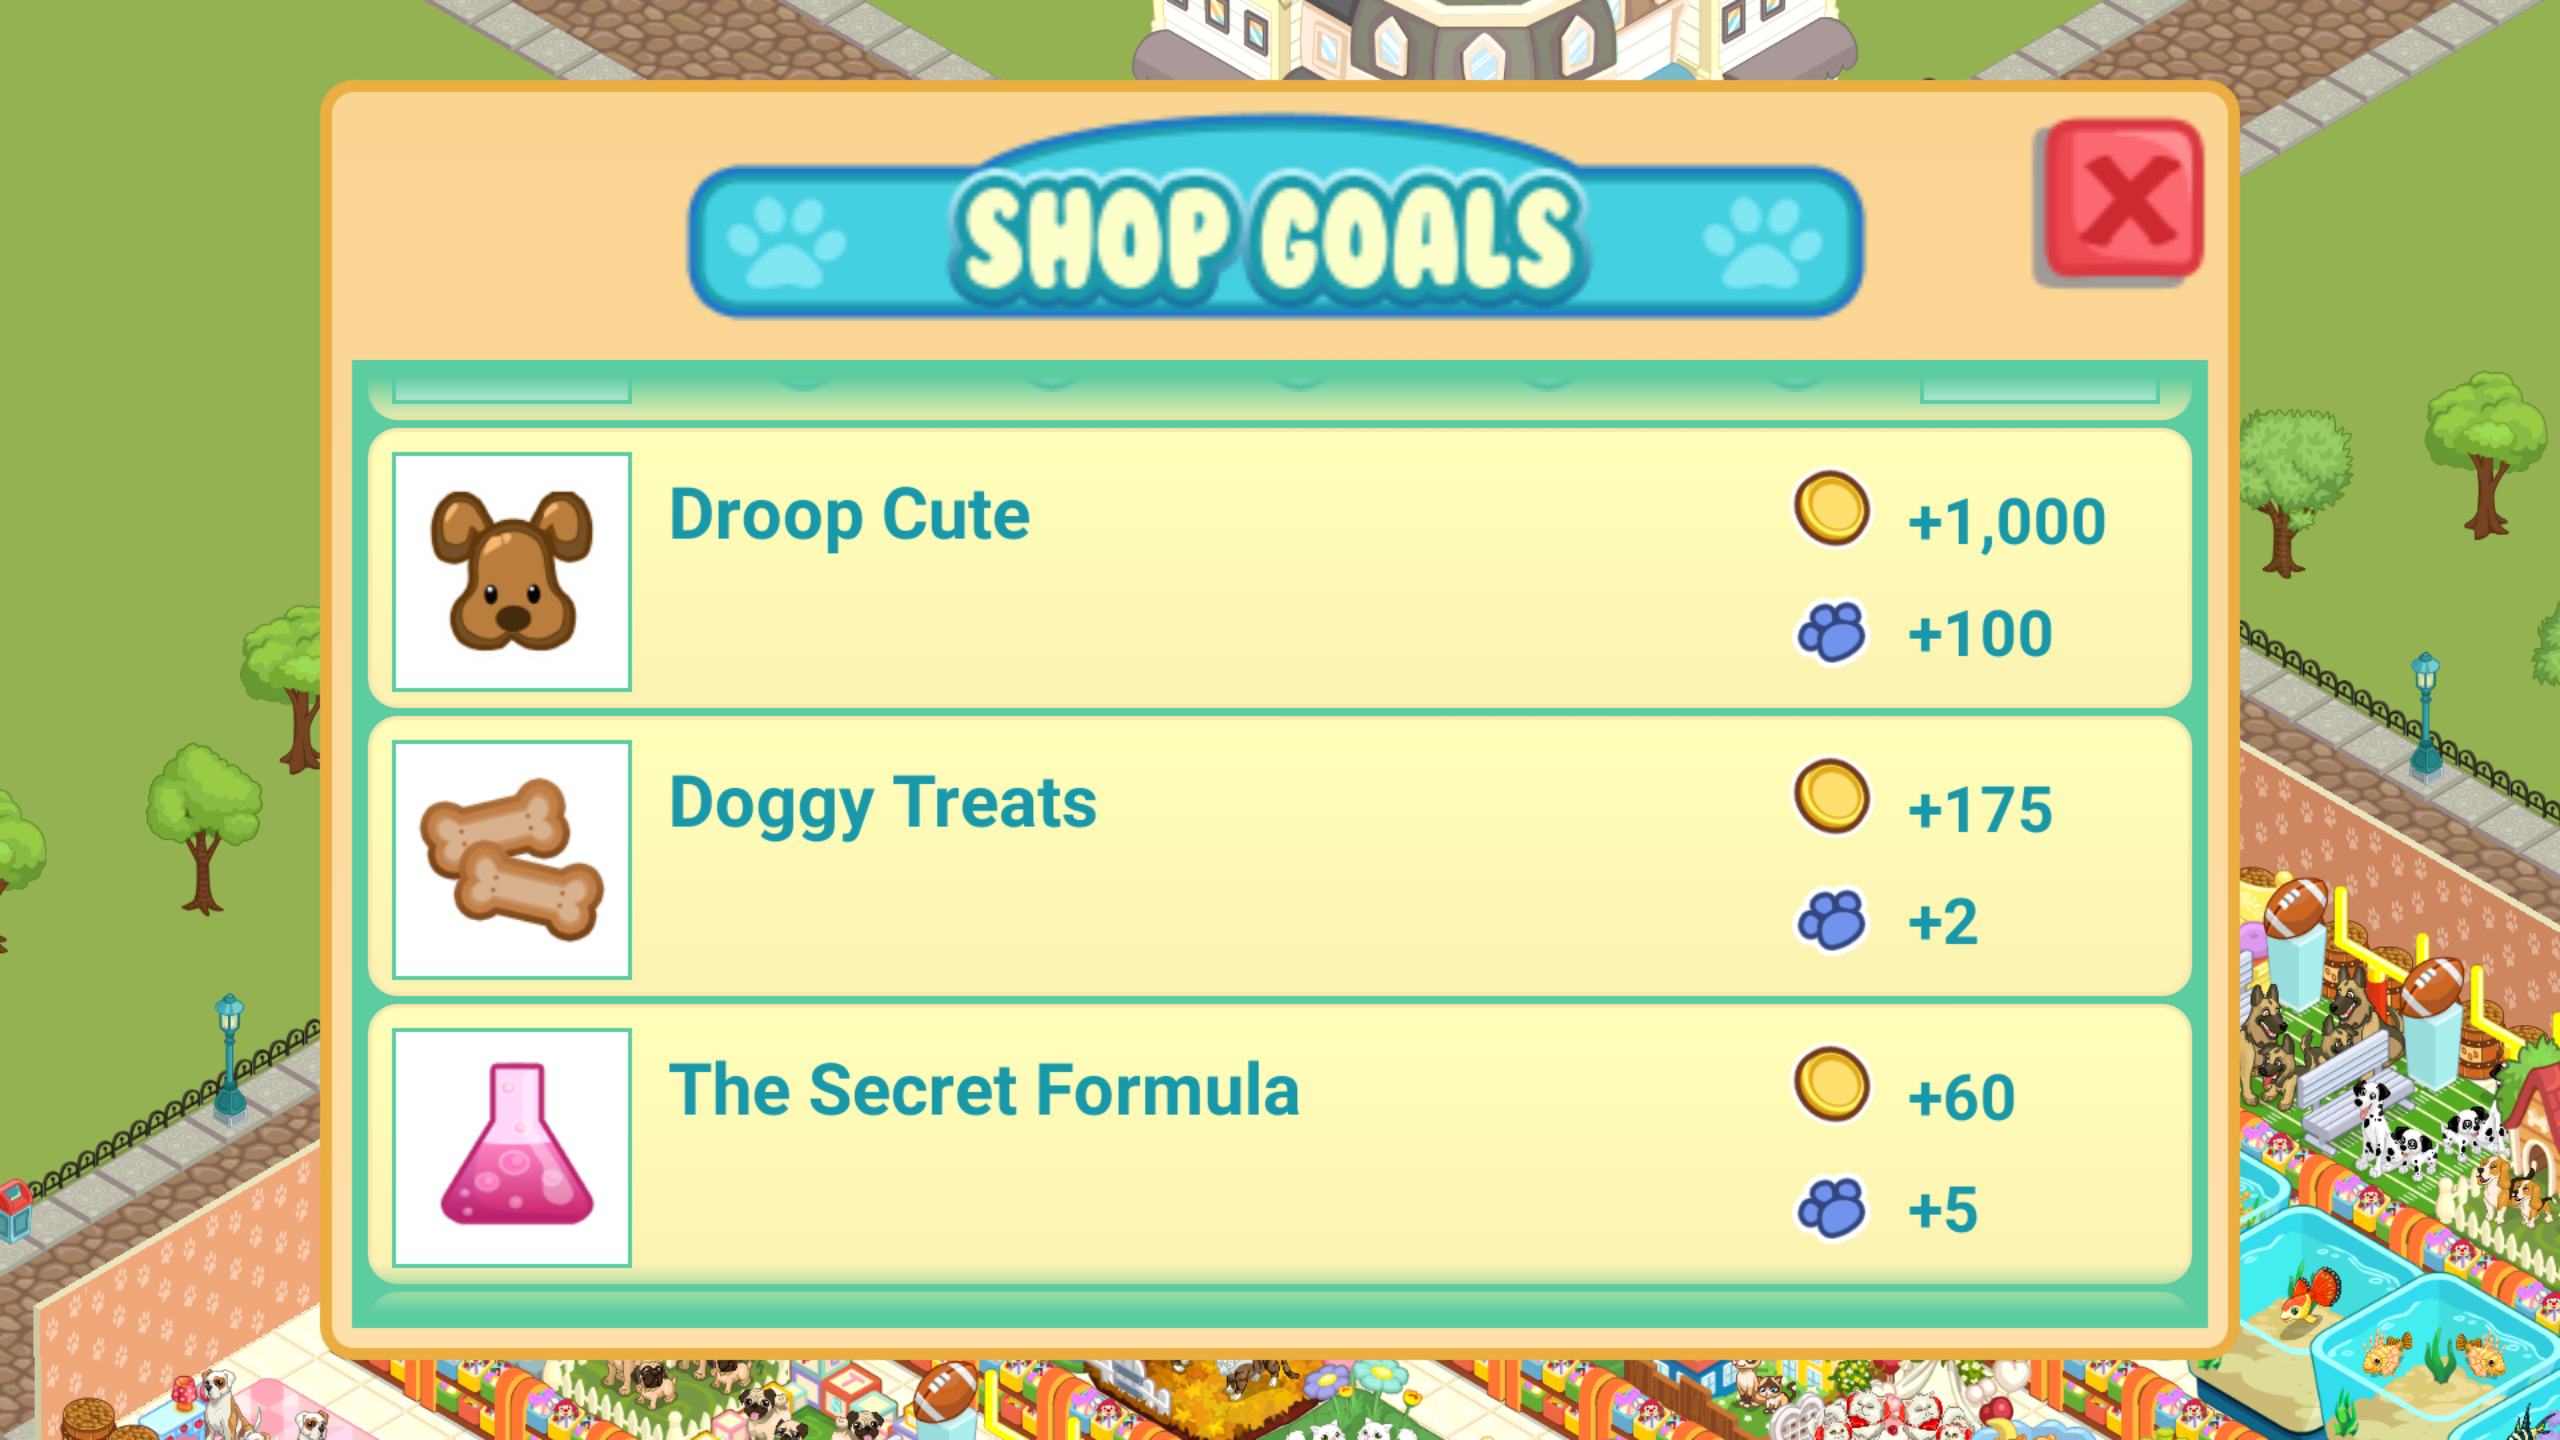 SHOP GOALS
Droop Cute
+1,000
+100
Doggy Treats
+175
+2
The Secret Formula
+60
+5